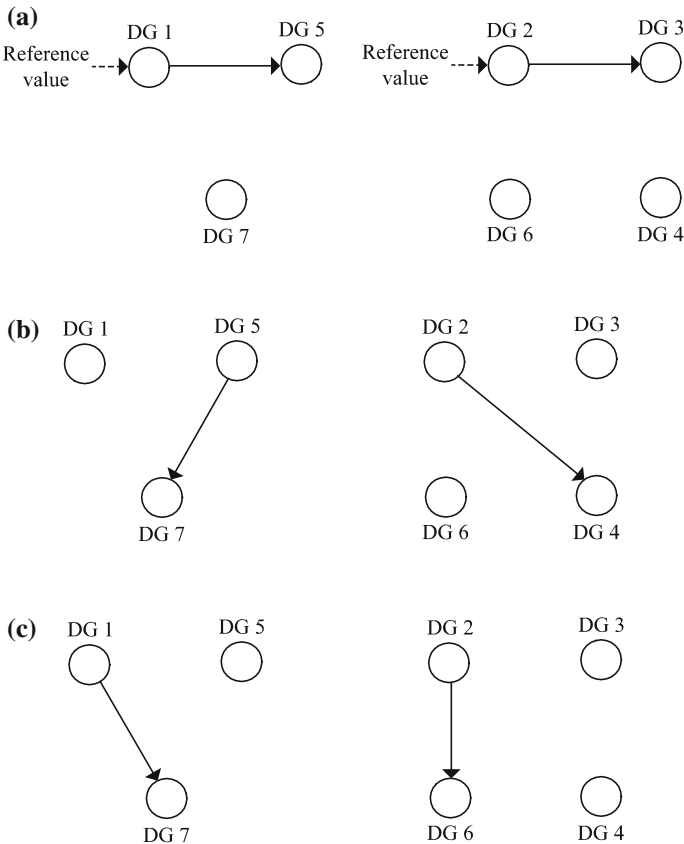 (a)
DG 1
DG 5
DG 2
DG 3
Reference
value
Reference
value
DG 7
DG 6
DG 4
(b)
DG 1
DG 5
DG 2
DG 3
DG 7
DG 6
DG 4
(c)
DG 1
DG 5
DG 2
DG 3
DG 7
DG 6
DG 4